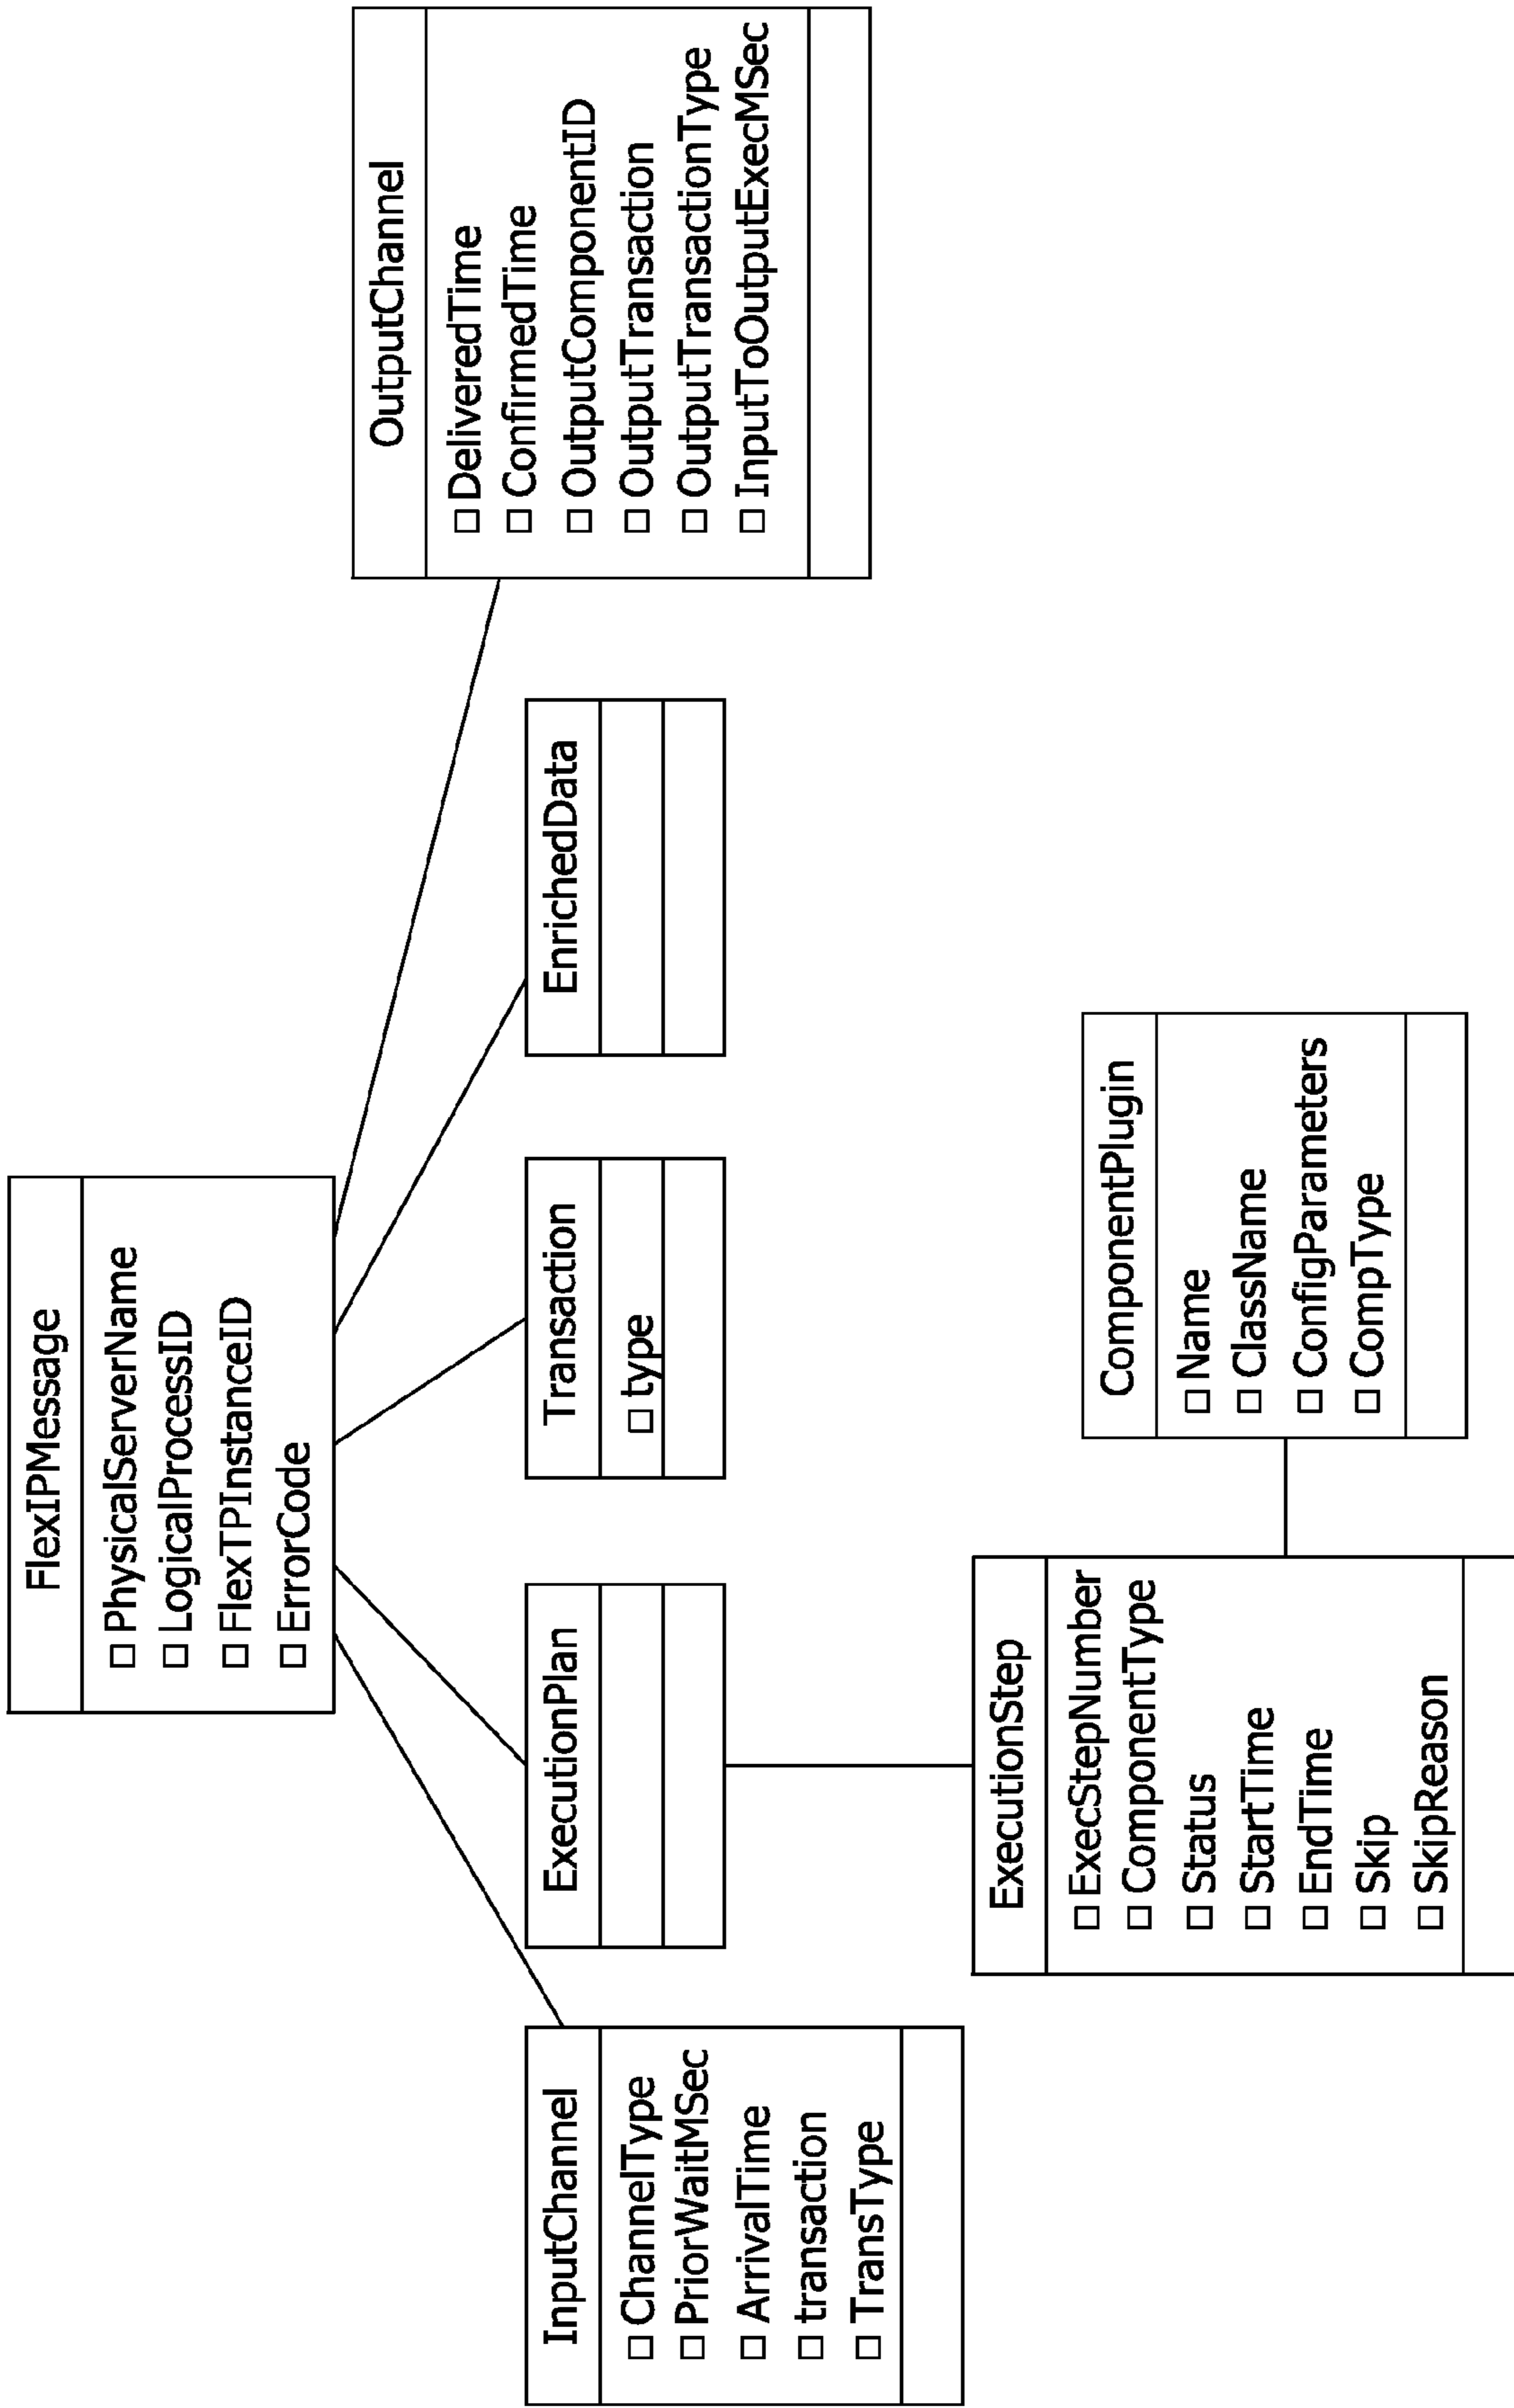 FlexIPMessage
PhysicalServerName
LogicalProcessID
FlexTPInstanceID
ErrorCode
InputChannel
ChannelType
PriorWaitMSec
ArrivalTime
transaction
TransType
ExecutionPlan
Transaction
type
EnrichedData
OutputChannel
DeliveredTime
ConfirmedTime
OutputComponentID
OutputTransaction
OutputTransactionType
InputToOutputExecMSec
ExecutionStep
ExecStepNumber
ComponentType
Status
StartTime
EndTime
Skip
SkipReason
ComponentPlugin
Name
ClassName
ConfigParameters
CompType